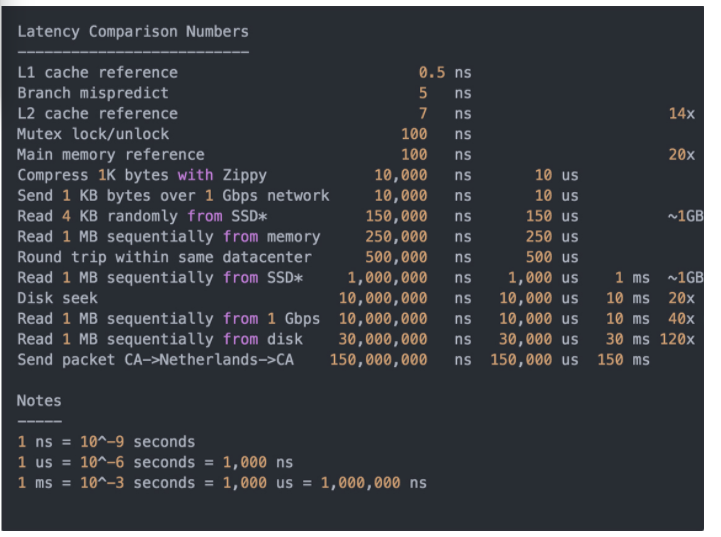 Latency Comparison Numbers
--------------------------
L1 cache reference 0.5 ns
Branch mispredict 5 ns
L2 cache reference 7 ns 14x
Mutex lock/unlock 100 ns
Main memory reference 100 ns 20x
Compress 1K bytes with Zippy 10,000 ns 10 us
Send 1 KB bytes over 1 Gbps network 10,000 ns 10 us
Read 4 KB randomly from SSD* 150,000 ns 150 us ~1GB
Read 1 MB sequentially from memory 250,000 ns 250 us
Round trip within same datacenter 500,000 ns 500 us
Read 1 MB sequentially from SSD* 1,000,000 ns 1,000 us 1 ms ~1GB
Disk seek 10,000,000 ns 10,000 us 10 ms 20x
Read 1 MB sequentially from 1 Gbps 10,000,000 ns 10,000 us 10 ms 40x
Read 1 MB sequentially from disk 30,000,000 ns 30,000 us 30 ms 120x
Send packet CA->Netherlands->CA 150,000,000 ns 150,000 us 150 ms
Notes
-----
1 ns = 10^-9 seconds
1 us = 10^-6 seconds = 1,000 ns
1 ms = 10^-3 seconds = 1,000 us = 1,000,000 ns